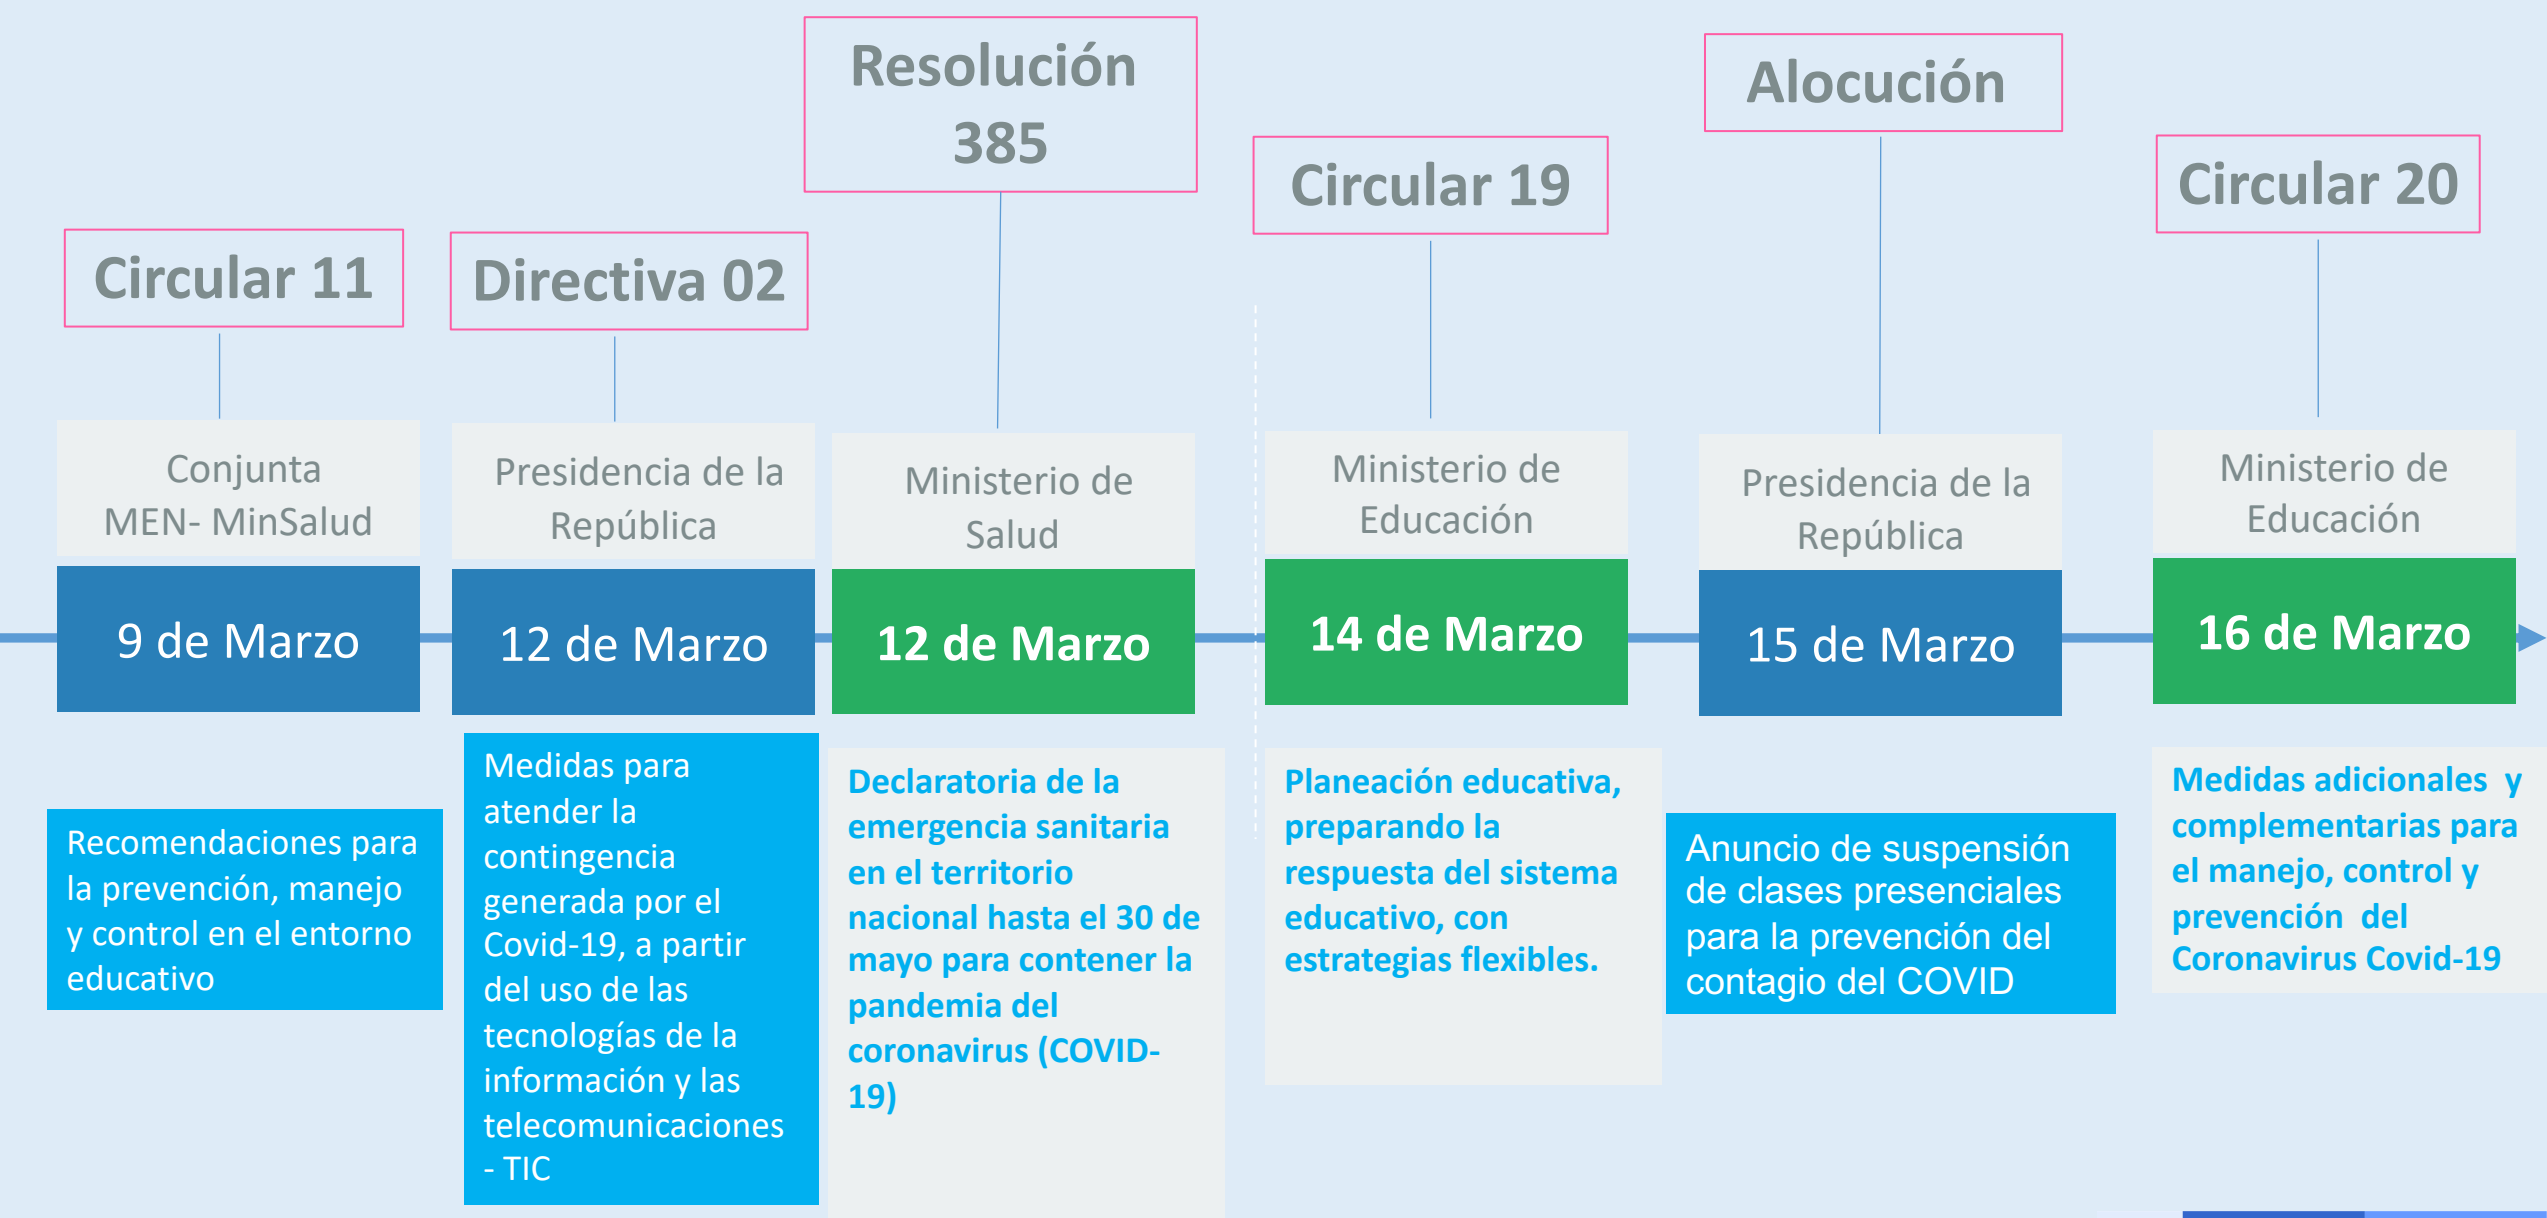 Circular 11
Conjunta
MEN- MinSalud
9 de Marzo
Recomendaciones para
la prevención, manejo
y control en el entorno
educativo
Directiva 02
Presidencia de la
República
12 de Marzo
Medidas para
atender la
contingencia
generada por el
Covid-19, a partir
del uso de las
tecnologías de la
información y las
telecomunicaciones
- TIC
Resolución
385
Ministerio de
Salud
12 de Marzo
Declaratoria de la
emergencia sanitaria
en el territorio
nacional hasta el 30 de
mayo para contener la
pandemia del
coronavirus (COVID-
19)
Circular 19
Ministerio de
Educación
14 de Marzo
Planeación educativa,
preparando la
respuesta del sistema
educativo, con
estrategias flexibles.
Alocución
Presidencia de la
República
15 de Marzo
Anuncio de suspensión
de clases presenciales
para la prevención del
contagio del COVID
Circular 20
Ministerio de
Educación
16 de Marzo
Medidas adicionales  y
complementarias para
el manejo, control y
prevención  del
Coronavirus Covid-19